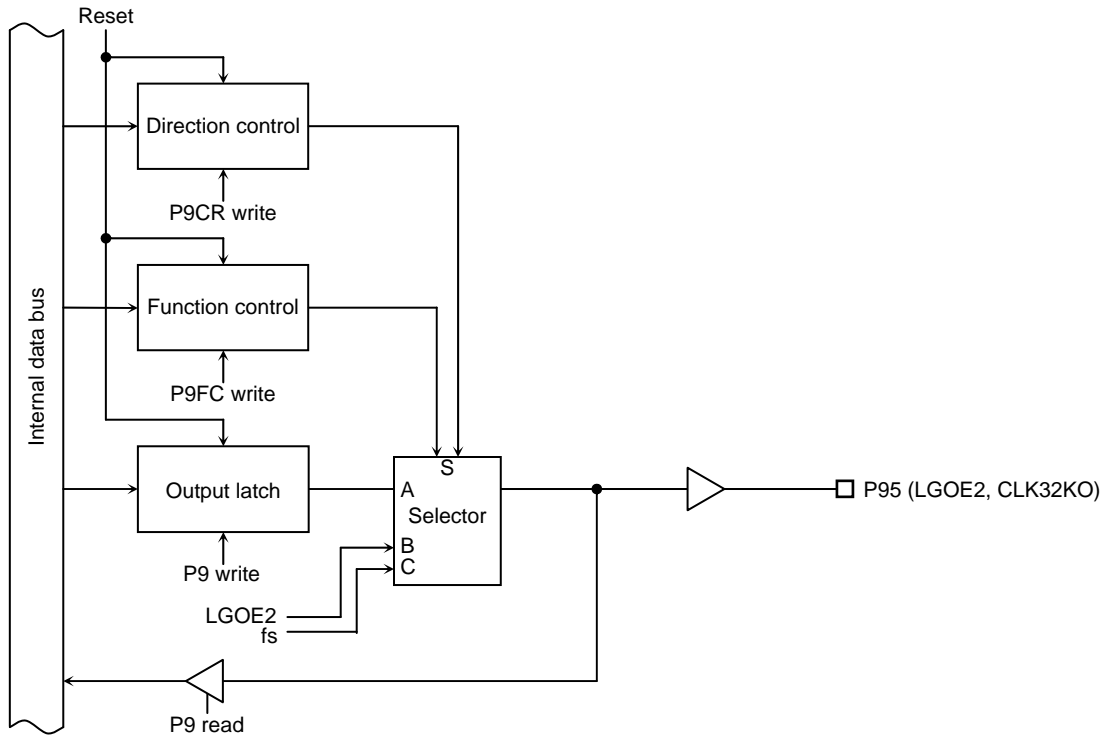 Reset
Direction control
P9CR write
Internal data bus
Function control
P9FC write
S
Output latch
A
Selector
P95 (LGOE2, CLK32KO)
B
C
P9 write
LGOE2
fs
P9 read